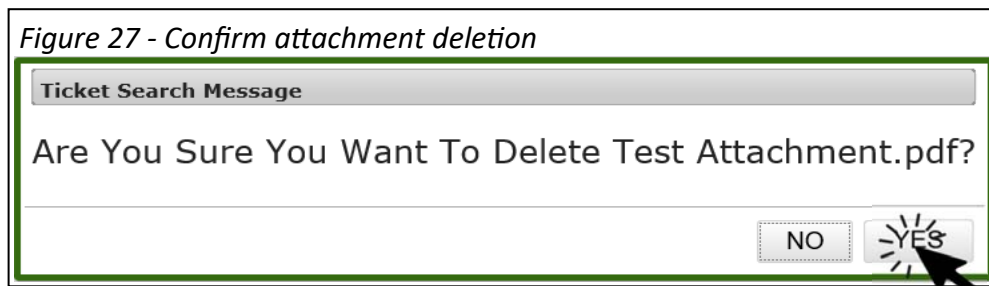 Figure 27 - Confirm attachment deletion
Ticket Search Message
Are You Sure You Want To Delete Test Attachment.pdf?
NO YES